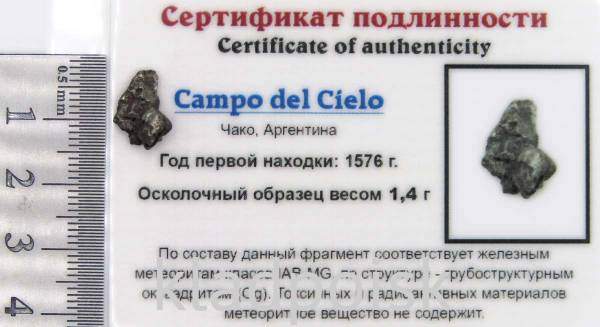 Сертификат подлинности
Certificate of authenticity
Campo del Cielo
Чако, Аргентина
Год первой находки: 1576 г.
Осколочный образец весом 1,4 г
По составу данный фрагмент соответствует железным
метеоритам класса IAB-MG, по структуре - грубоструктурным
октаэдритам (Og). Токсичных и радиоактивных материалов
метеоритное вещество не содержит.
0,5 mm
1
2
3
4